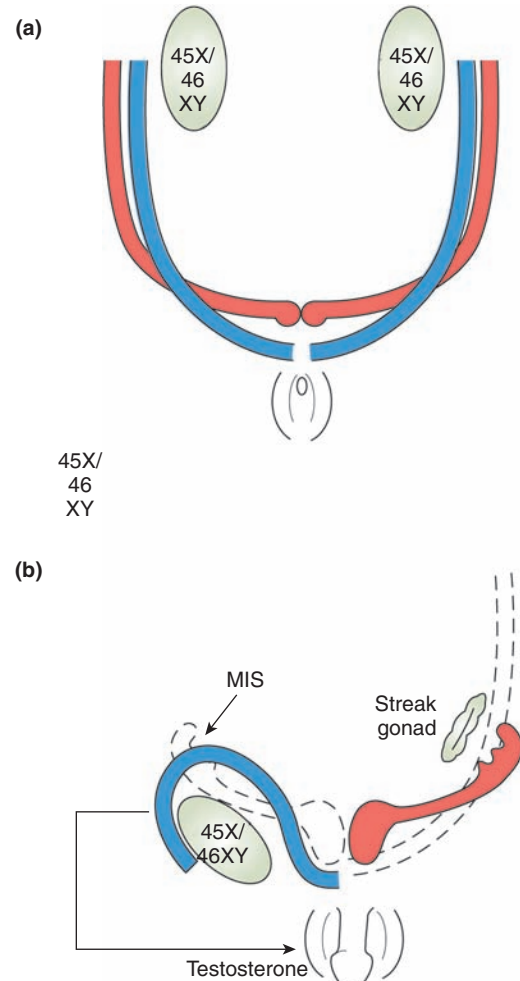 (a)
45X/
46
XY
45X/
46
XY
45X/
46
XY
(b)
MIS
Streak
gonad
45X/
46XY
Testosterone